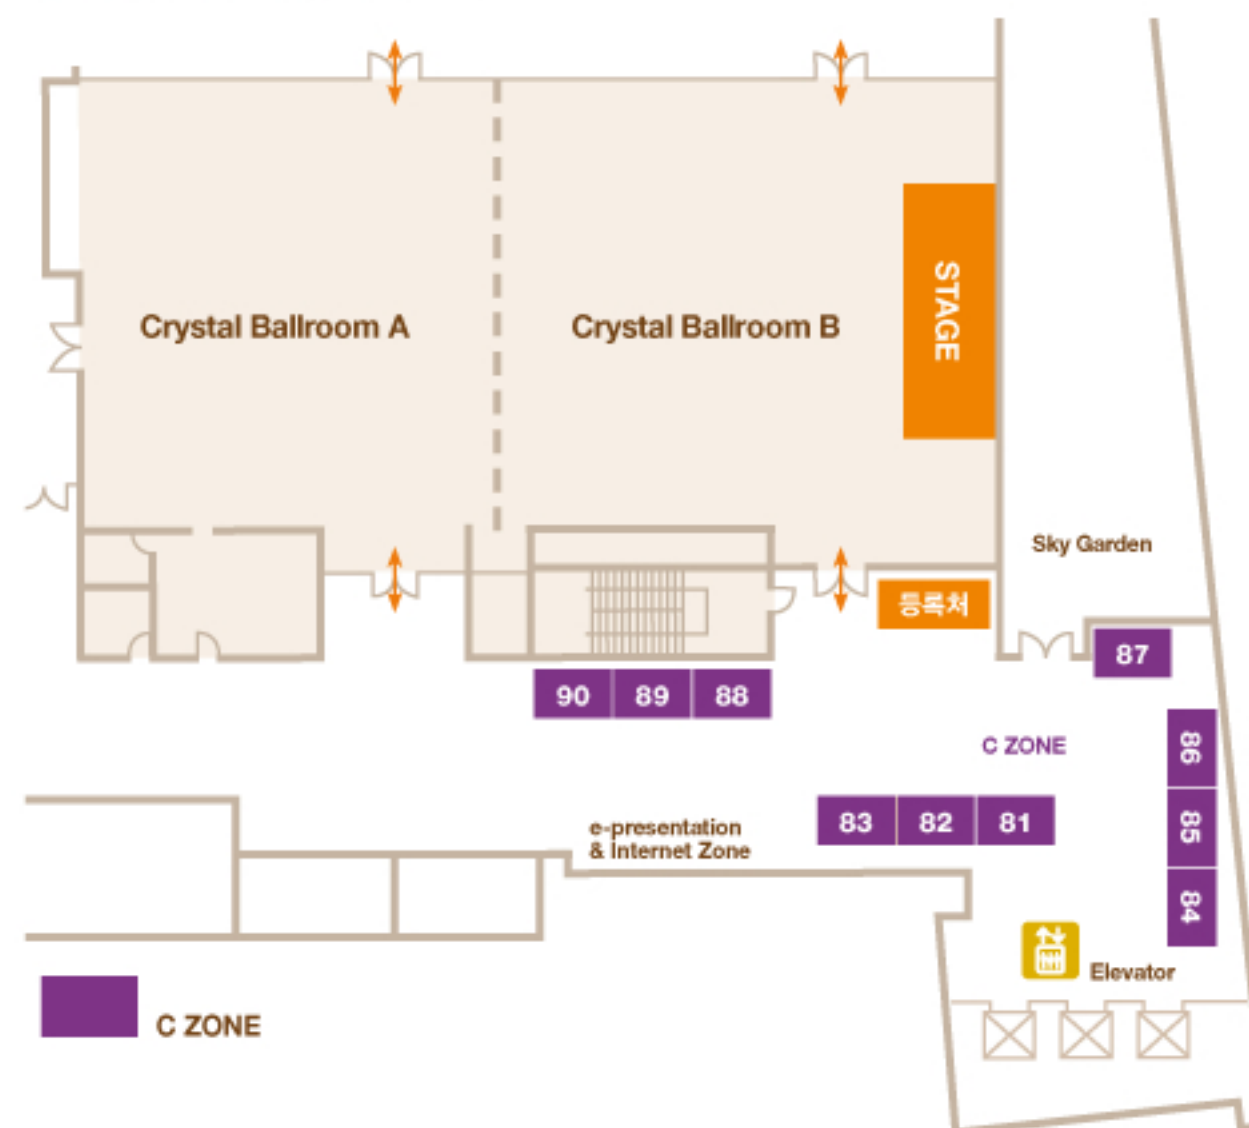 Crystal Ballroom A
Crystal Ballroom B
STAGE
Sky Garden
등록처
87
90 89 88
C ZONE
86
83 82 81
85
e-presentation
& Internet Zone
84
Elevator
C ZONE